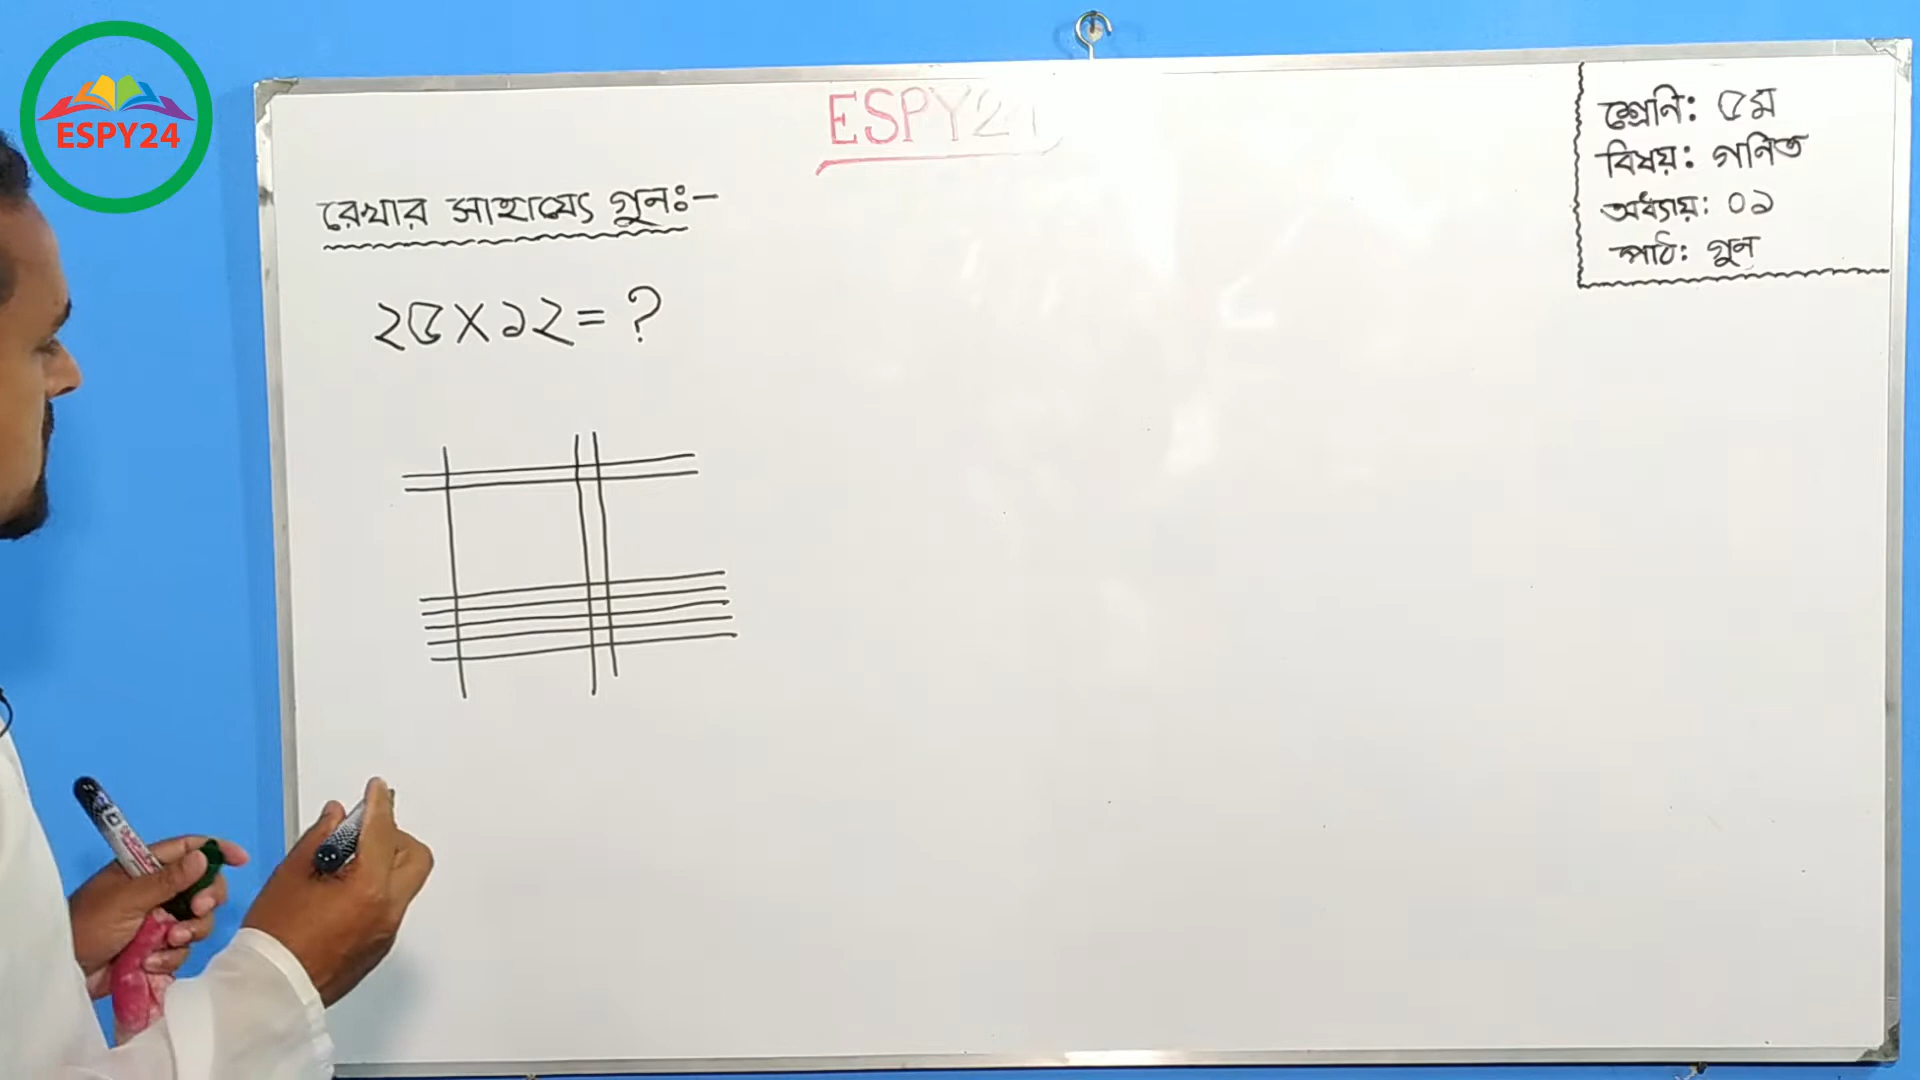 ESPY24
ESPY24
শ্রেণি: ৫ম
বিষয়: গনিত
অধ্যায়: ০১
পাঠ: গুন
রেখার সাহায্যে গুনঃ-
২৫×১২= ?